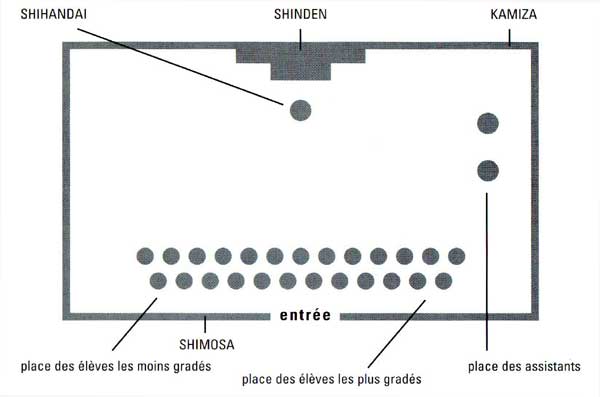 SHIHANDAI
SHINDEN
KAMIZA
entrée
SHIMOSA
place des élèves les moins gradés
place des élèves les plus gradés
place des assistants